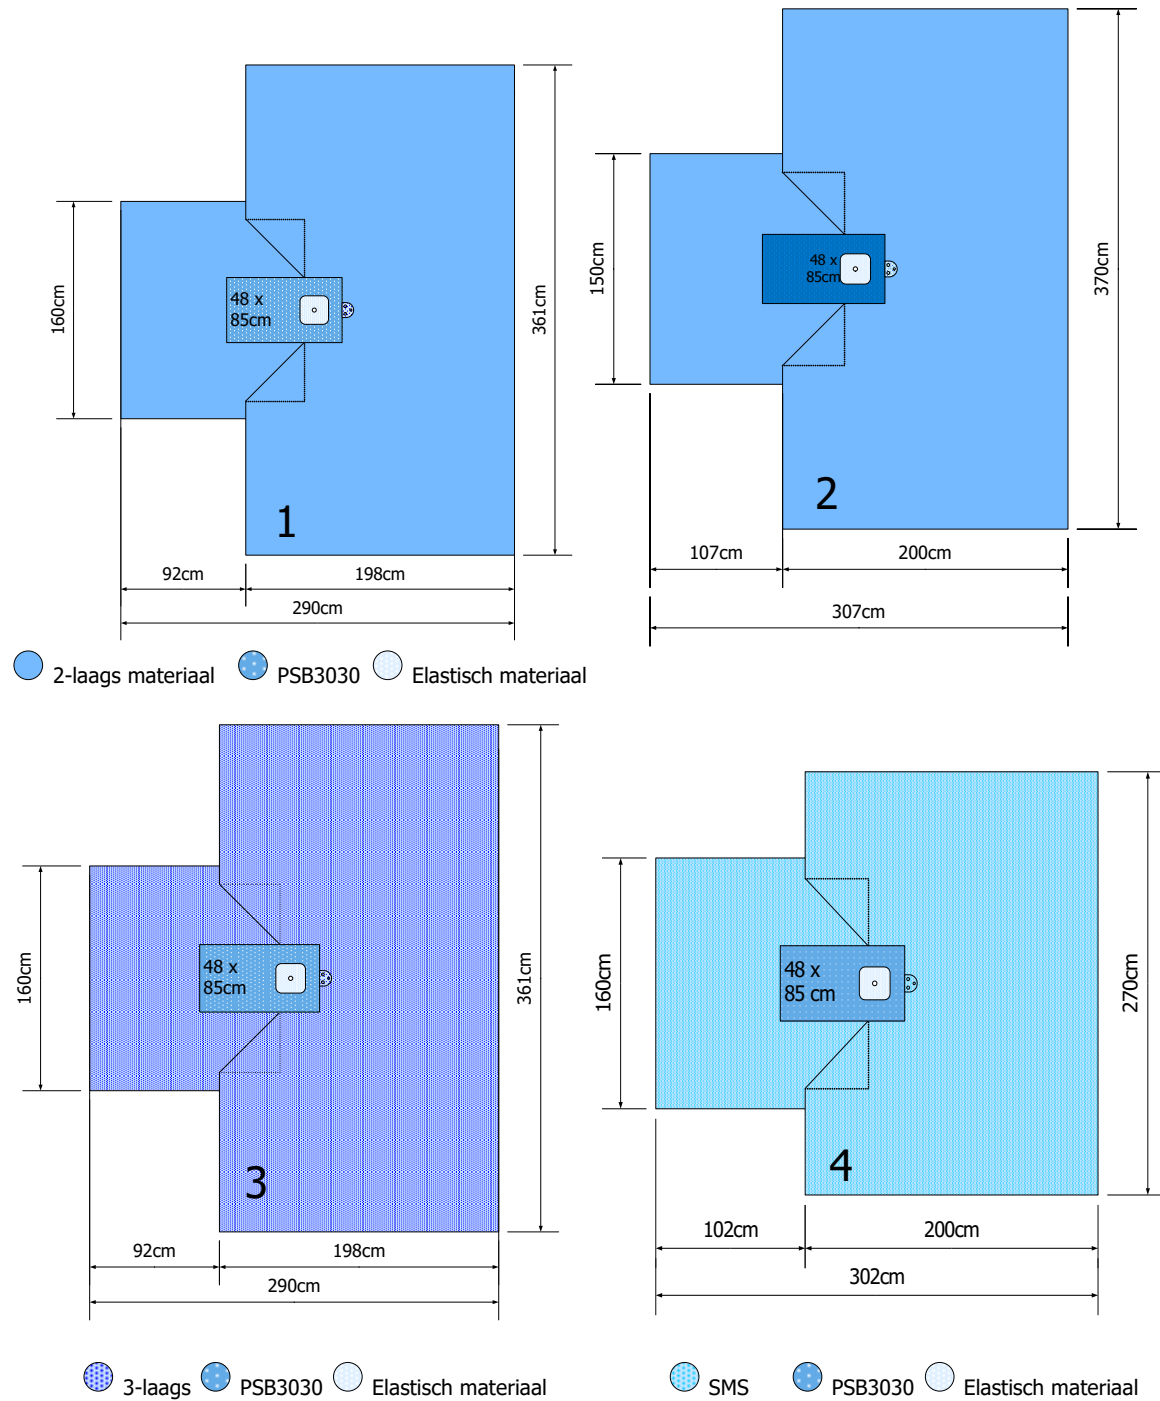 160cm
48 x
85cm
361cm
1
92cm
198cm
290cm
150cm
48 x
85cm
370cm
2
107cm
200cm
307cm
2-laags materiaal
PSB3030
Elastisch materiaal
160cm
48 x
85cm
361cm
3
92cm
198cm
290cm
160cm
48 x
85 cm
270cm
4
102cm
200cm
302cm
3-laags
PSB3030
Elastisch materiaal
SMS
PSB3030
Elastisch materiaal